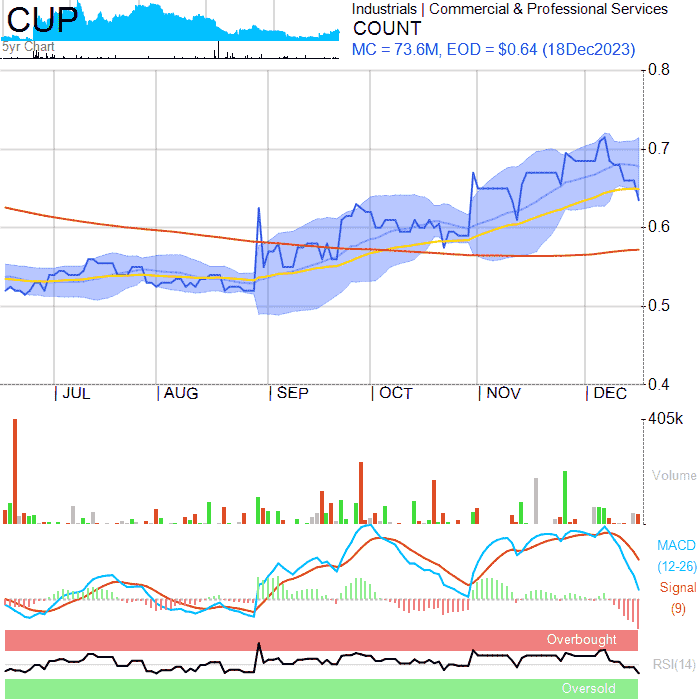 CUP
5yr Chart
Industrials | Commercial & Professional Services
COUNT
MC = 73.6M, EOD = $0.64 (18Dec2023)
0.8
0.7
0.6
0.5
0.4
JUL AUG SEP OCT NOV DEC
405k
Volume
MACD
(12-26)
Signal
(9)
Overbought
RSI(14)
Oversold